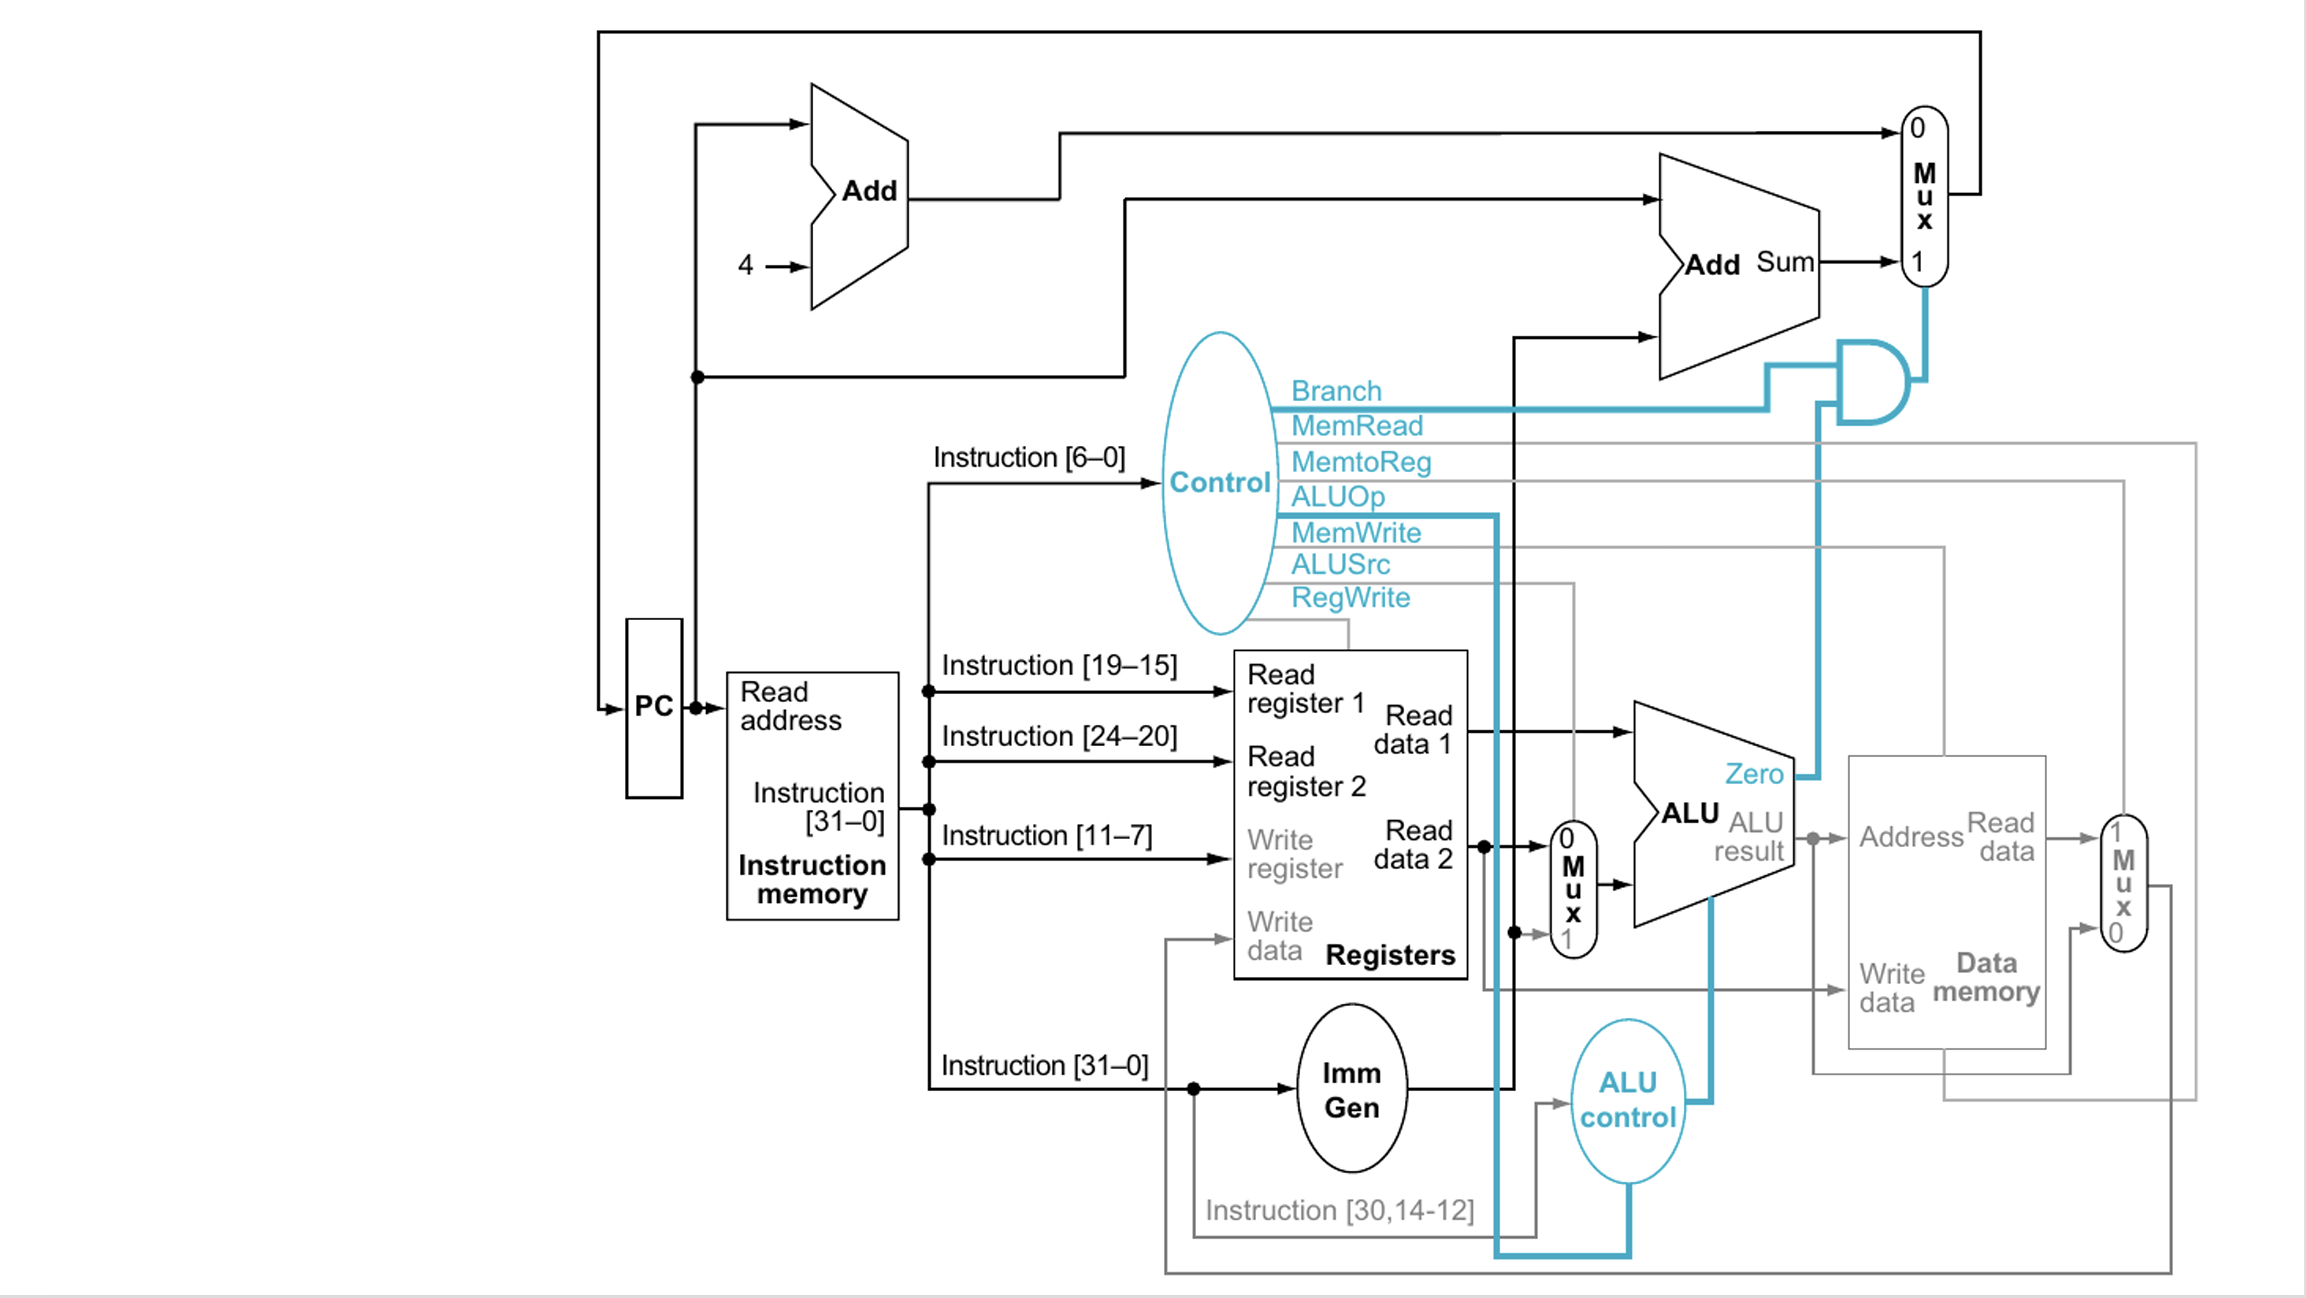 Add
4
Add Sum
0
M
u
x
1
Branch
MemRead
MemtoReg
ALUOp
MemWrite
ALUSrc
RegWrite
Control
Instruction [6–0]
Instruction [19–15]
Instruction [24–20]
Instruction [11–7]
Instruction [31–0]
Instruction [30,14-12]
PC
Read
address
Instruction
[31–0]
Instruction
memory
Read
register 1
Read
register 2
Write
register
Write
data
Read
data 1
Read
data 2
Registers
Imm
Gen
0
M
u
x
1
Zero
ALU
ALU
result
ALU
control
Address
Read
data
Write
data
Data
memory
1
M
u
x
0